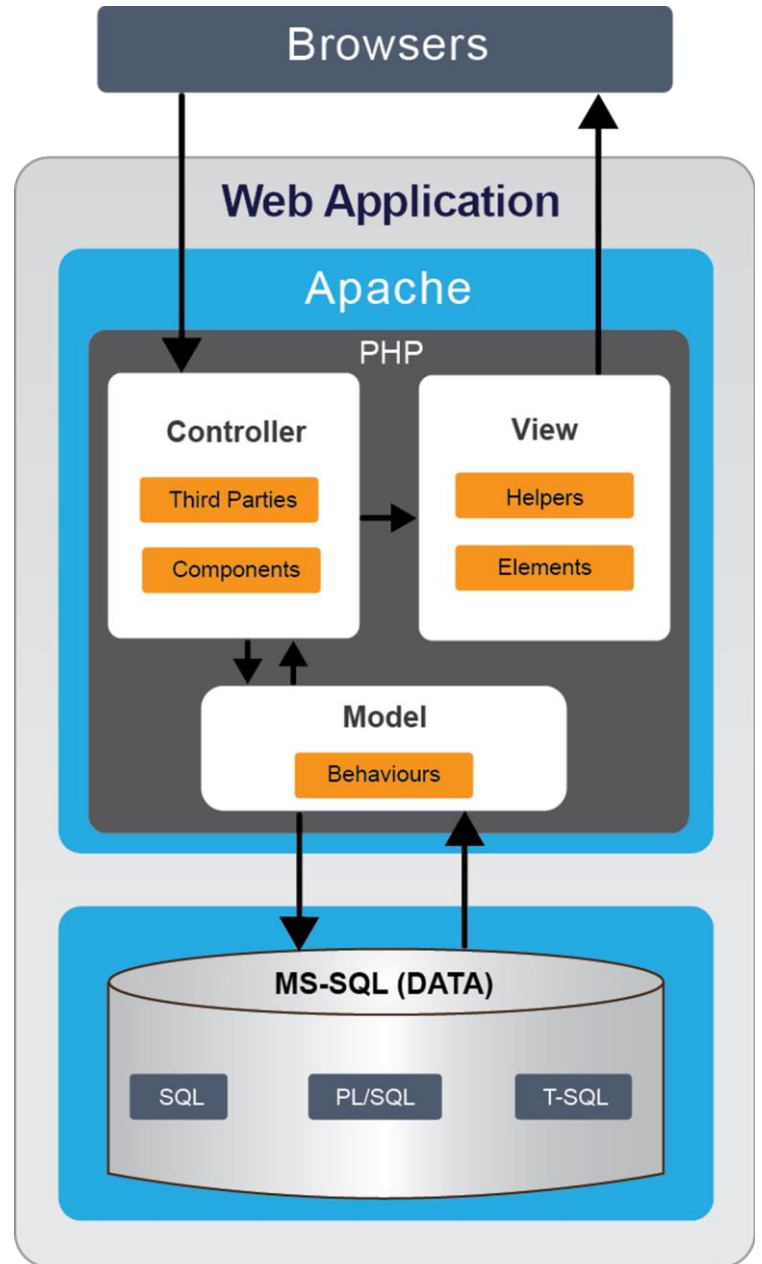 Browsers
Web Application
Apache
PHP
Controller
Third Parties
Components
View
Helpers
Elements
Model
Behaviours
MS-SQL (DATA)
SQL
PL/SQL
T-SQL